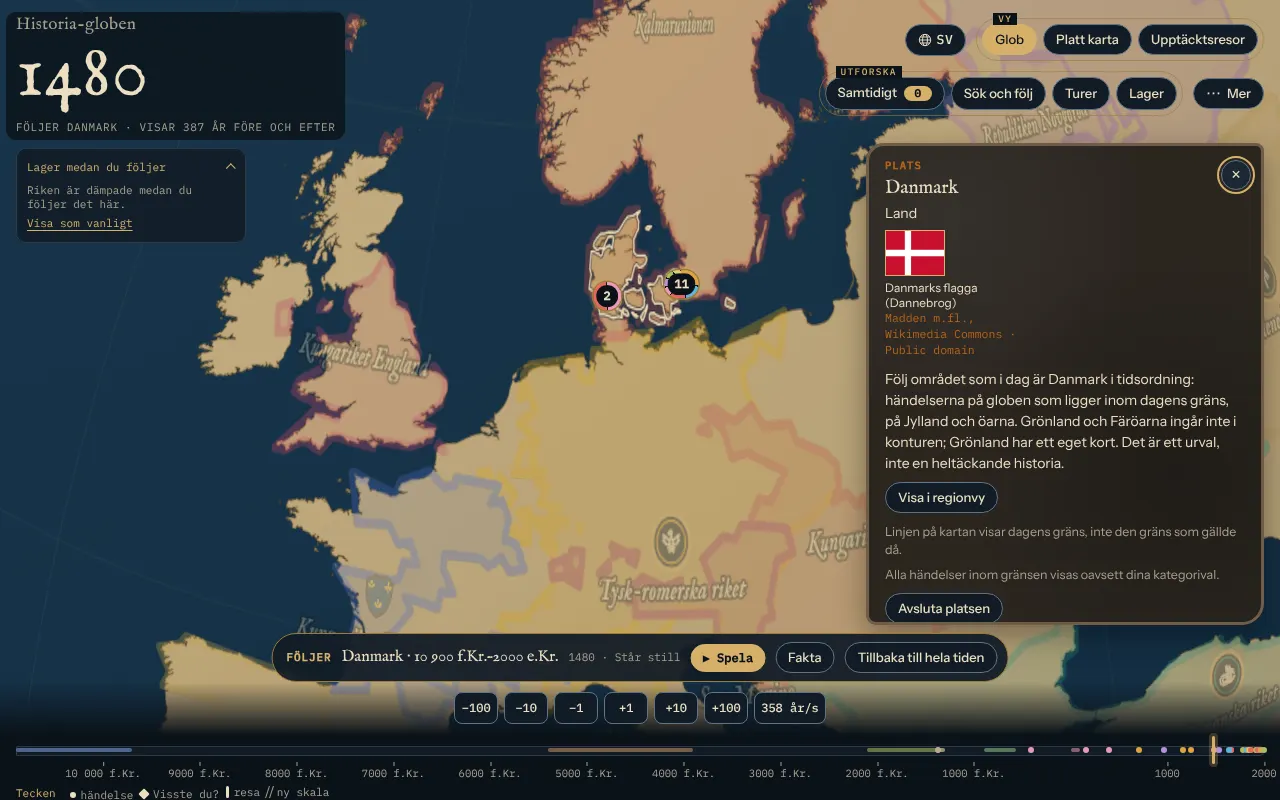 Historia-globen
1480
FÖLJER DANMARK · VISAR 387 ÅR FÖRE OCH EFTER
Lager medan du följer
Riken är dämpade medan du
följer det här.
Visa som vanligt
SV
VY
Glob
Platt karta
Upptäcktsresor
UTFORSKA
Samtidigt 0
Sök och följ
Turer
Lager
··· Mer
Kalmarunionen
Republiken Novgorod
Kungariket England
2
11
Tysk-romerska riket
PLATS
Danmark
×
Land
Danmarks flagga
(Dannebrog)
Madden m.fl.,
Wikimedia Commons ·
Public domain
Följ området som i dag är Danmark i tidsordning:
händelserna på globen som ligger inom dagens gräns,
på Jylland och öarna. Grönland och Färöarna ingår inte i
konturen; Grönland har ett eget kort. Det är ett urval,
inte en heltäckande historia.
Visa i regionvy
Linjen på kartan visar dagens gräns, inte den gräns som gällde
då.
Alla händelser inom gränsen visas oavsett dina kategorival.
Avsluta platsen
FÖLJER Danmark · 10 900 f.Kr.–2000 e.Kr. 1480 · Står still ▶ Spela Fakta Tillbaka till hela tiden
−100 −10 −1 +1 +10 +100 358 år/s
10 000 f.Kr. 9000 f.Kr. 8000 f.Kr. 7000 f.Kr. 6000 f.Kr. 5000 f.Kr. 4000 f.Kr. 3000 f.Kr. 2000 f.Kr. 1000 f.Kr. 1000 2000
Tecken händelse Visste du? resa // ny skala